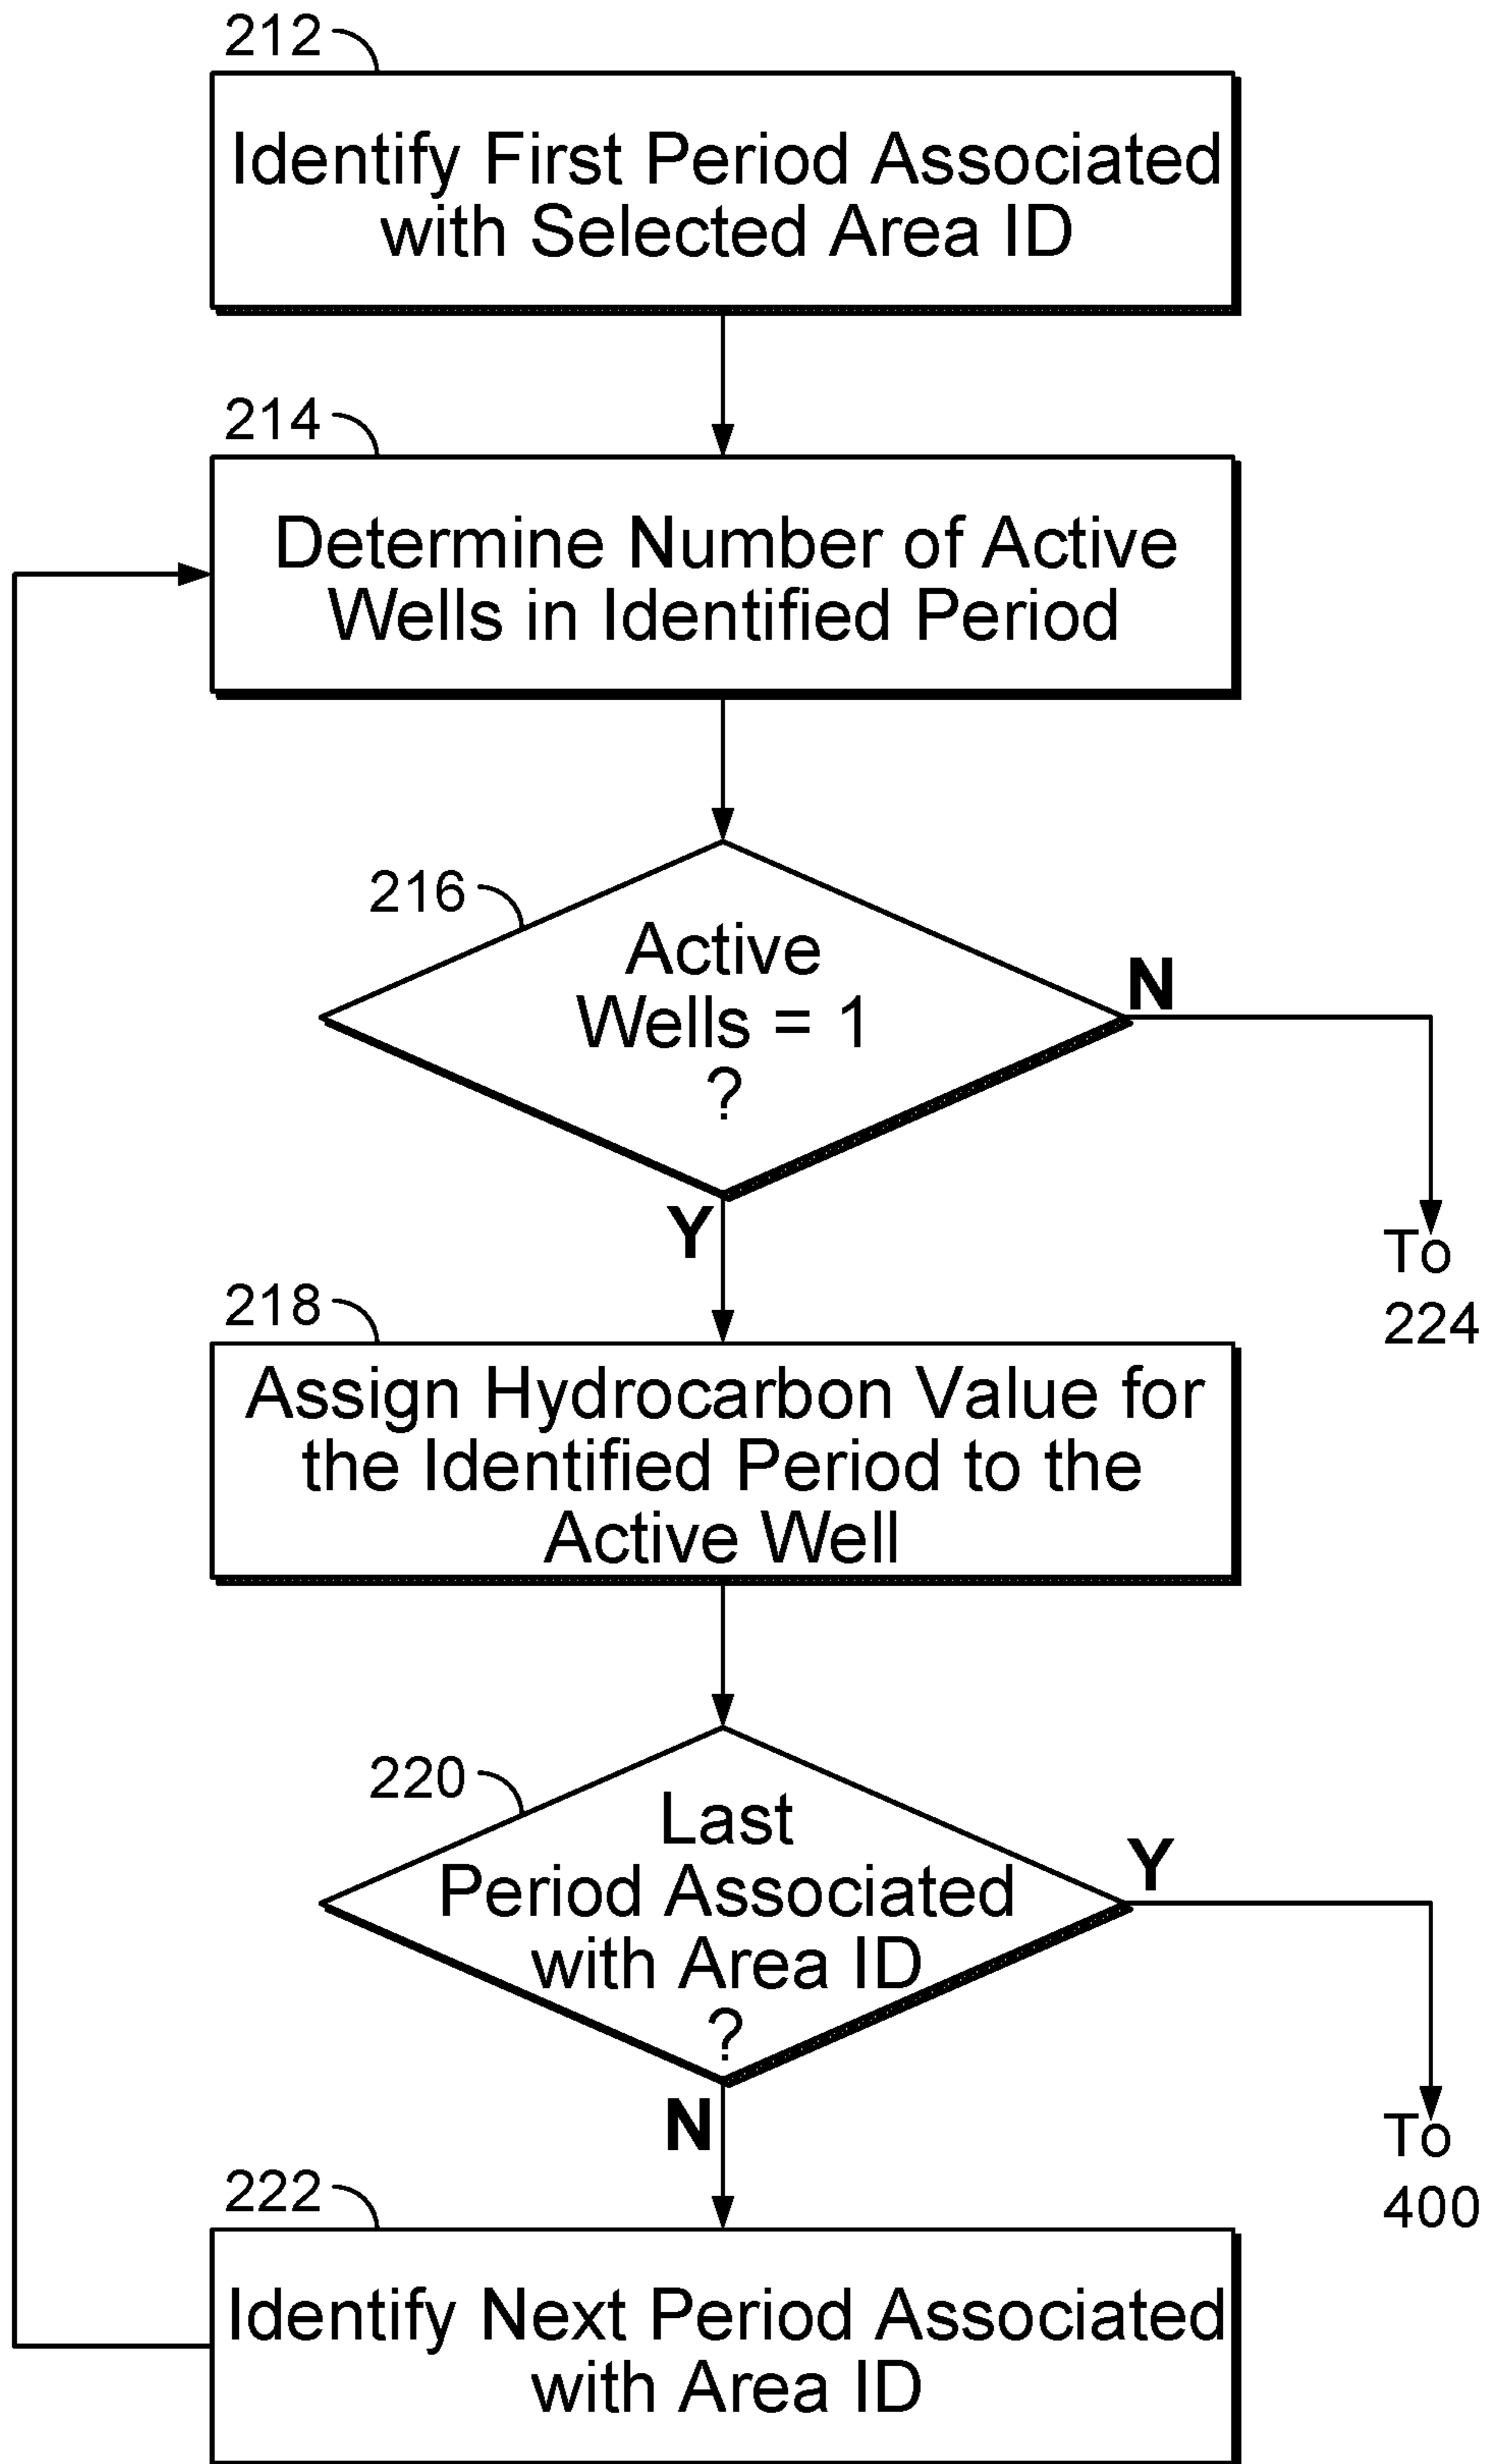 212
Identify First Period Associated
with Selected Area ID
214
Determine Number of Active
Wells in Identified Period
216
Active
Wells = 1
?
N
Y
To
224
218
Assign Hydrocarbon Value for
the Identified Period to the
Active Well
220
Last
Period Associated
with Area ID
?
Y
N
To
400
222
Identify Next Period Associated
with Area ID